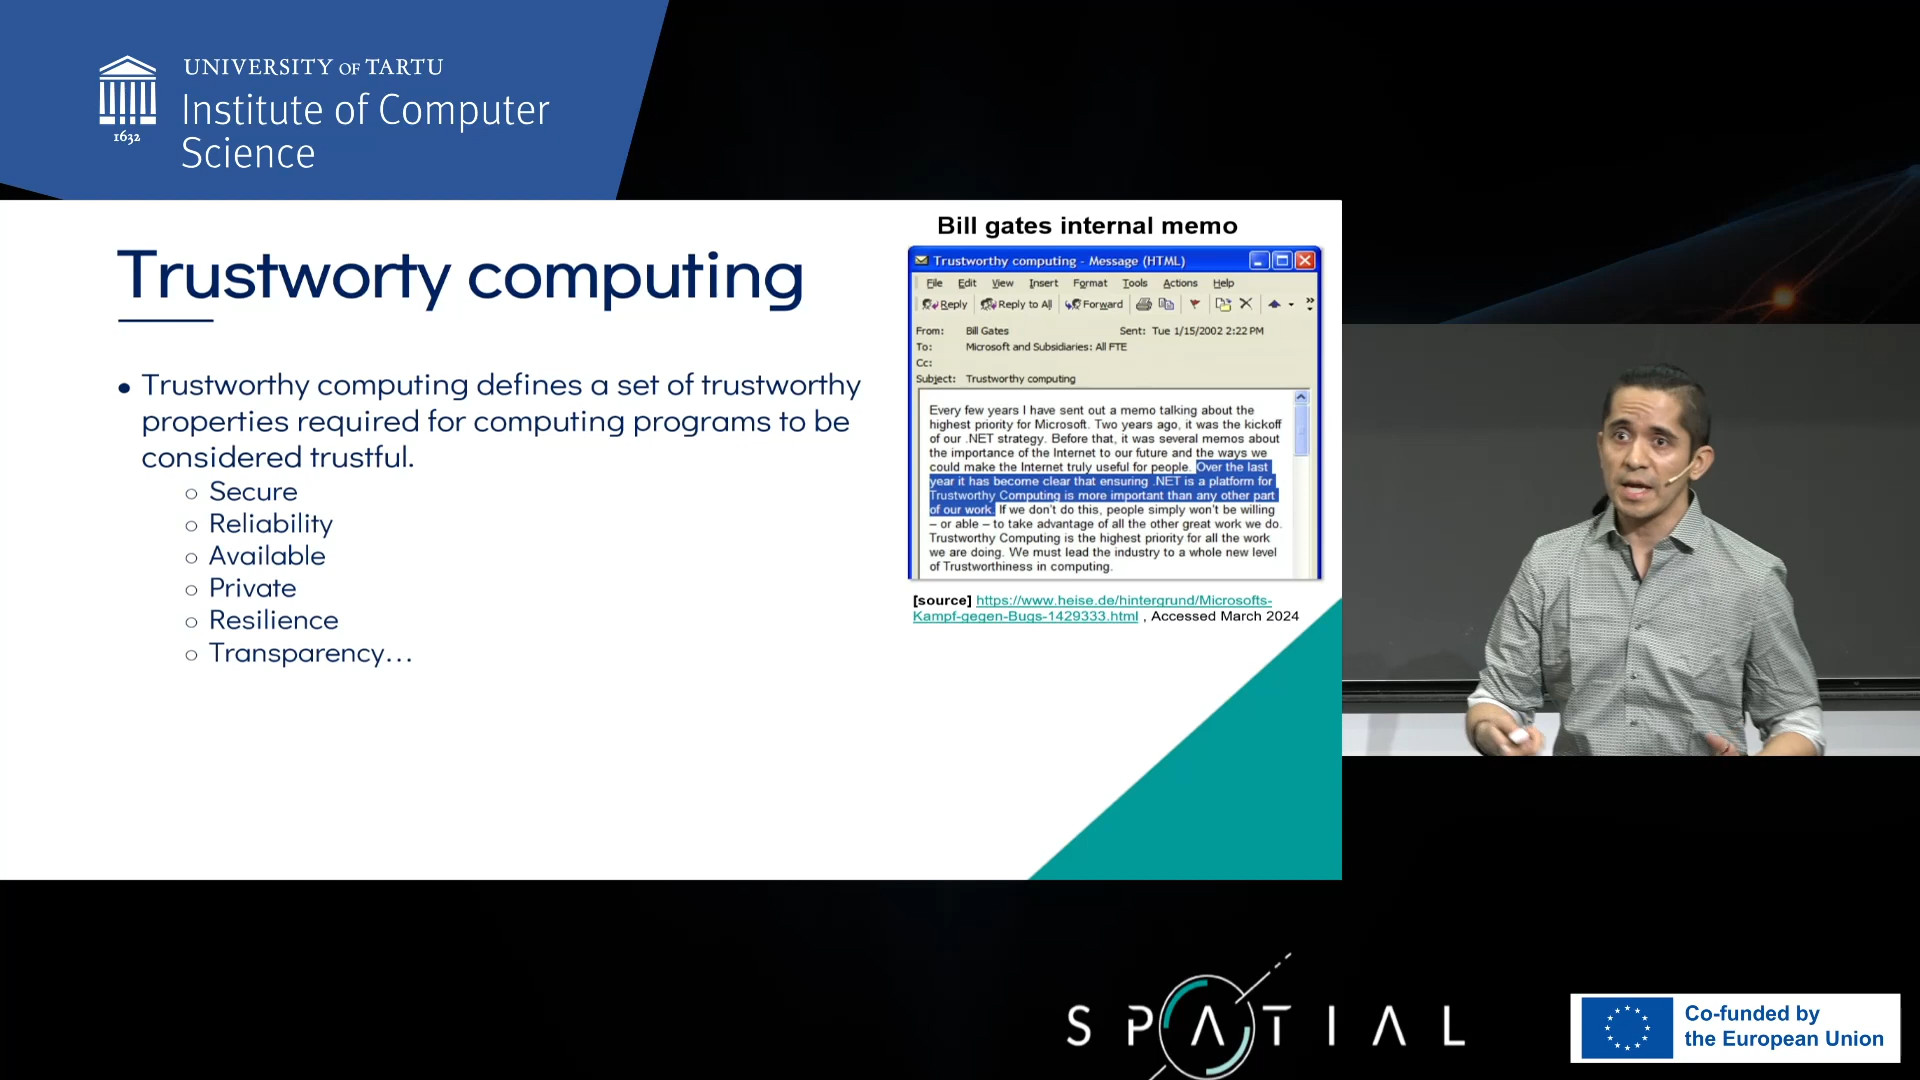 UNIVERSITY OF TARTU
Institute of Computer
Science
1632
Trustworty computing
• Trustworthy computing defines a set of trustworthy
properties required for computing programs to be
considered trustful.
○ Secure
○ Reliability
○ Available
○ Private
○ Resilience
○ Transparency...
Bill gates internal memo
Trustworthy computing - Message (HTML)
File Edit View Insert Format Tools Actions Help
Reply Reply to All Forward
From: Bill Gates Sent: Tue 1/15/2002 2:22 PM
To: Microsoft and Subsidiaries: All FTE
Cc:
Subject: Trustworthy computing
Every few years I have sent out a memo talking about the
highest priority for Microsoft. Two years ago, it was the kickoff
of our .NET strategy. Before that, it was several memos about
the importance of the Internet to our future and the ways we
could make the Internet truly useful for people. Over the last
year it has become clear that ensuring .NET is a platform for
Trustworthy Computing is more important than any other part
of our work. If we don't do this, people simply won't be willing
– or able – to take advantage of all the other great work we do.
Trustworthy Computing is the highest priority for all the work
we are doing. We must lead the industry to a whole new level
of Trustworthiness in computing.
[source] https://www.heise.de/hintergrund/Microsofts-
Kampf-gegen-Bugs-1429333.html , Accessed March 2024
SPATIAL
Co-funded by
the European Union